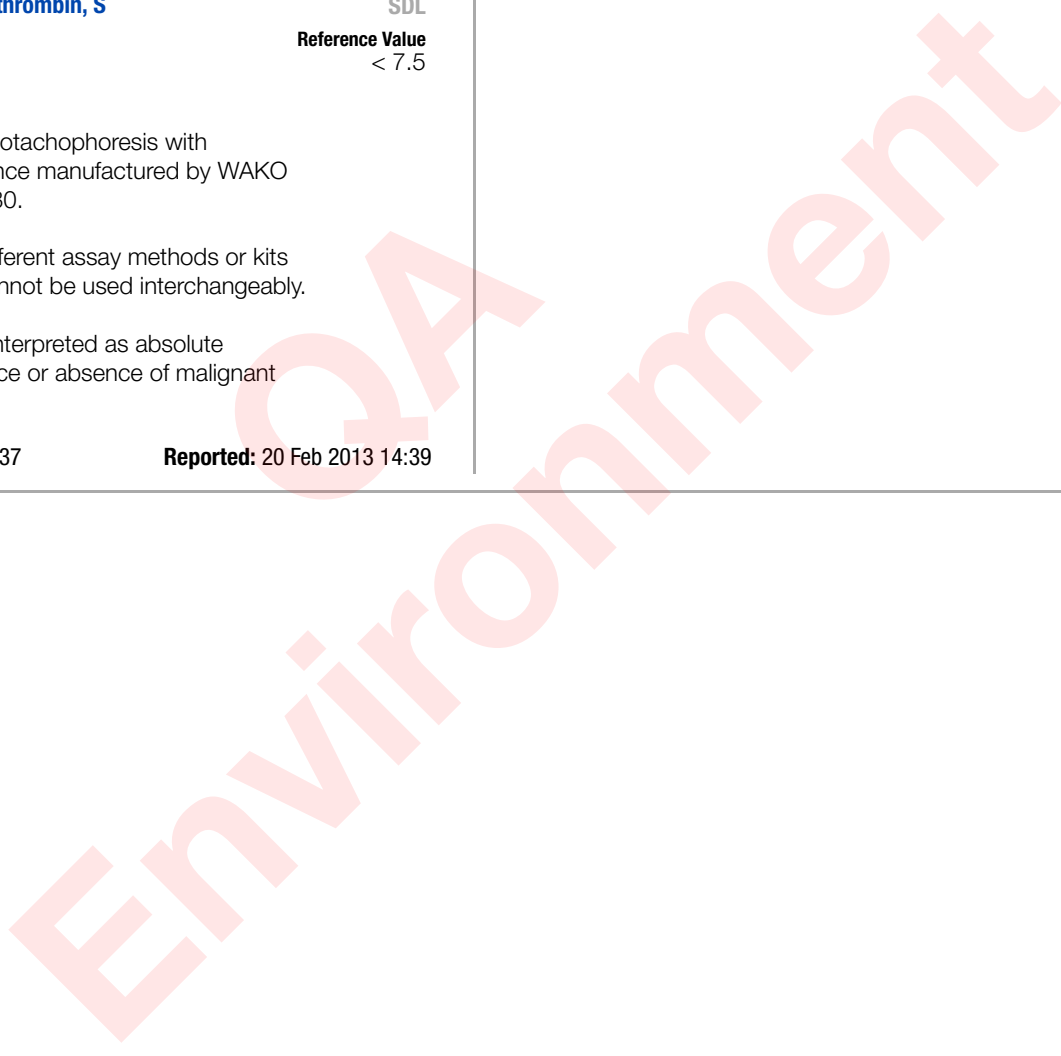 thrombin, S SDL
Reference Value
< 7.5
otachophoresis with
nce manufactured by WAKO
30.
ferent assay methods or kits
nnot be used interchangeably.
nterpreted as absolute
ce or absence of malignant
37 Reported: 20 Feb 2013 14:39
QA
Environment